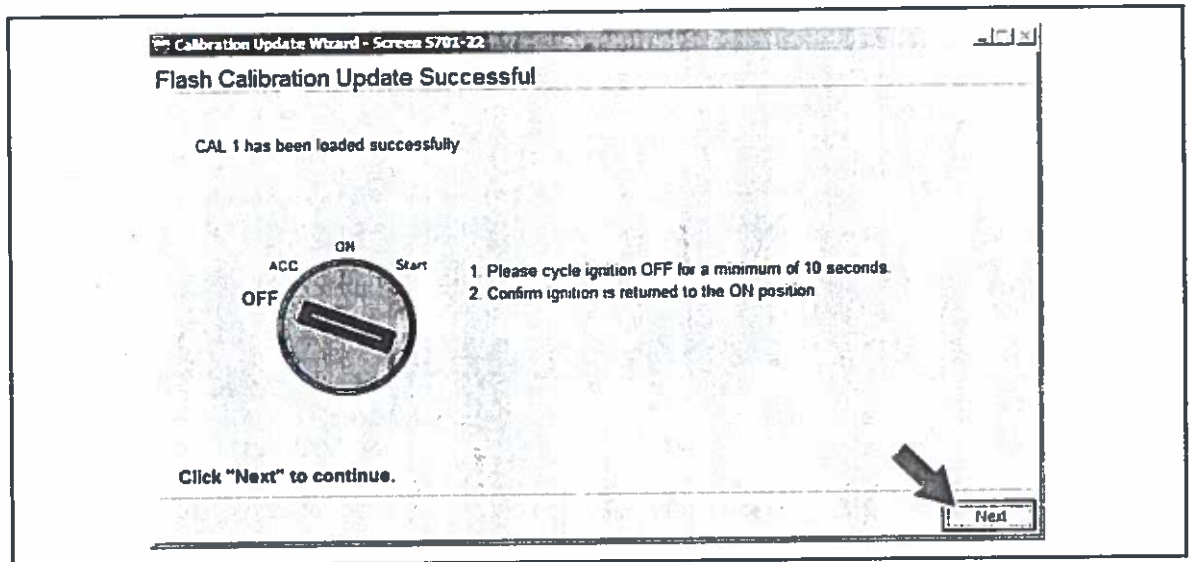 Calibration Update Wizard - Screen S701-22
Flash Calibration Update Successful
CAL 1 has been loaded successfully
ON
ACC
Start
OFF
1. Please cycle ignition OFF for a minimum of 10 seconds.
2. Confirm ignition is returned to the ON position
Click "Next" to continue.
Next